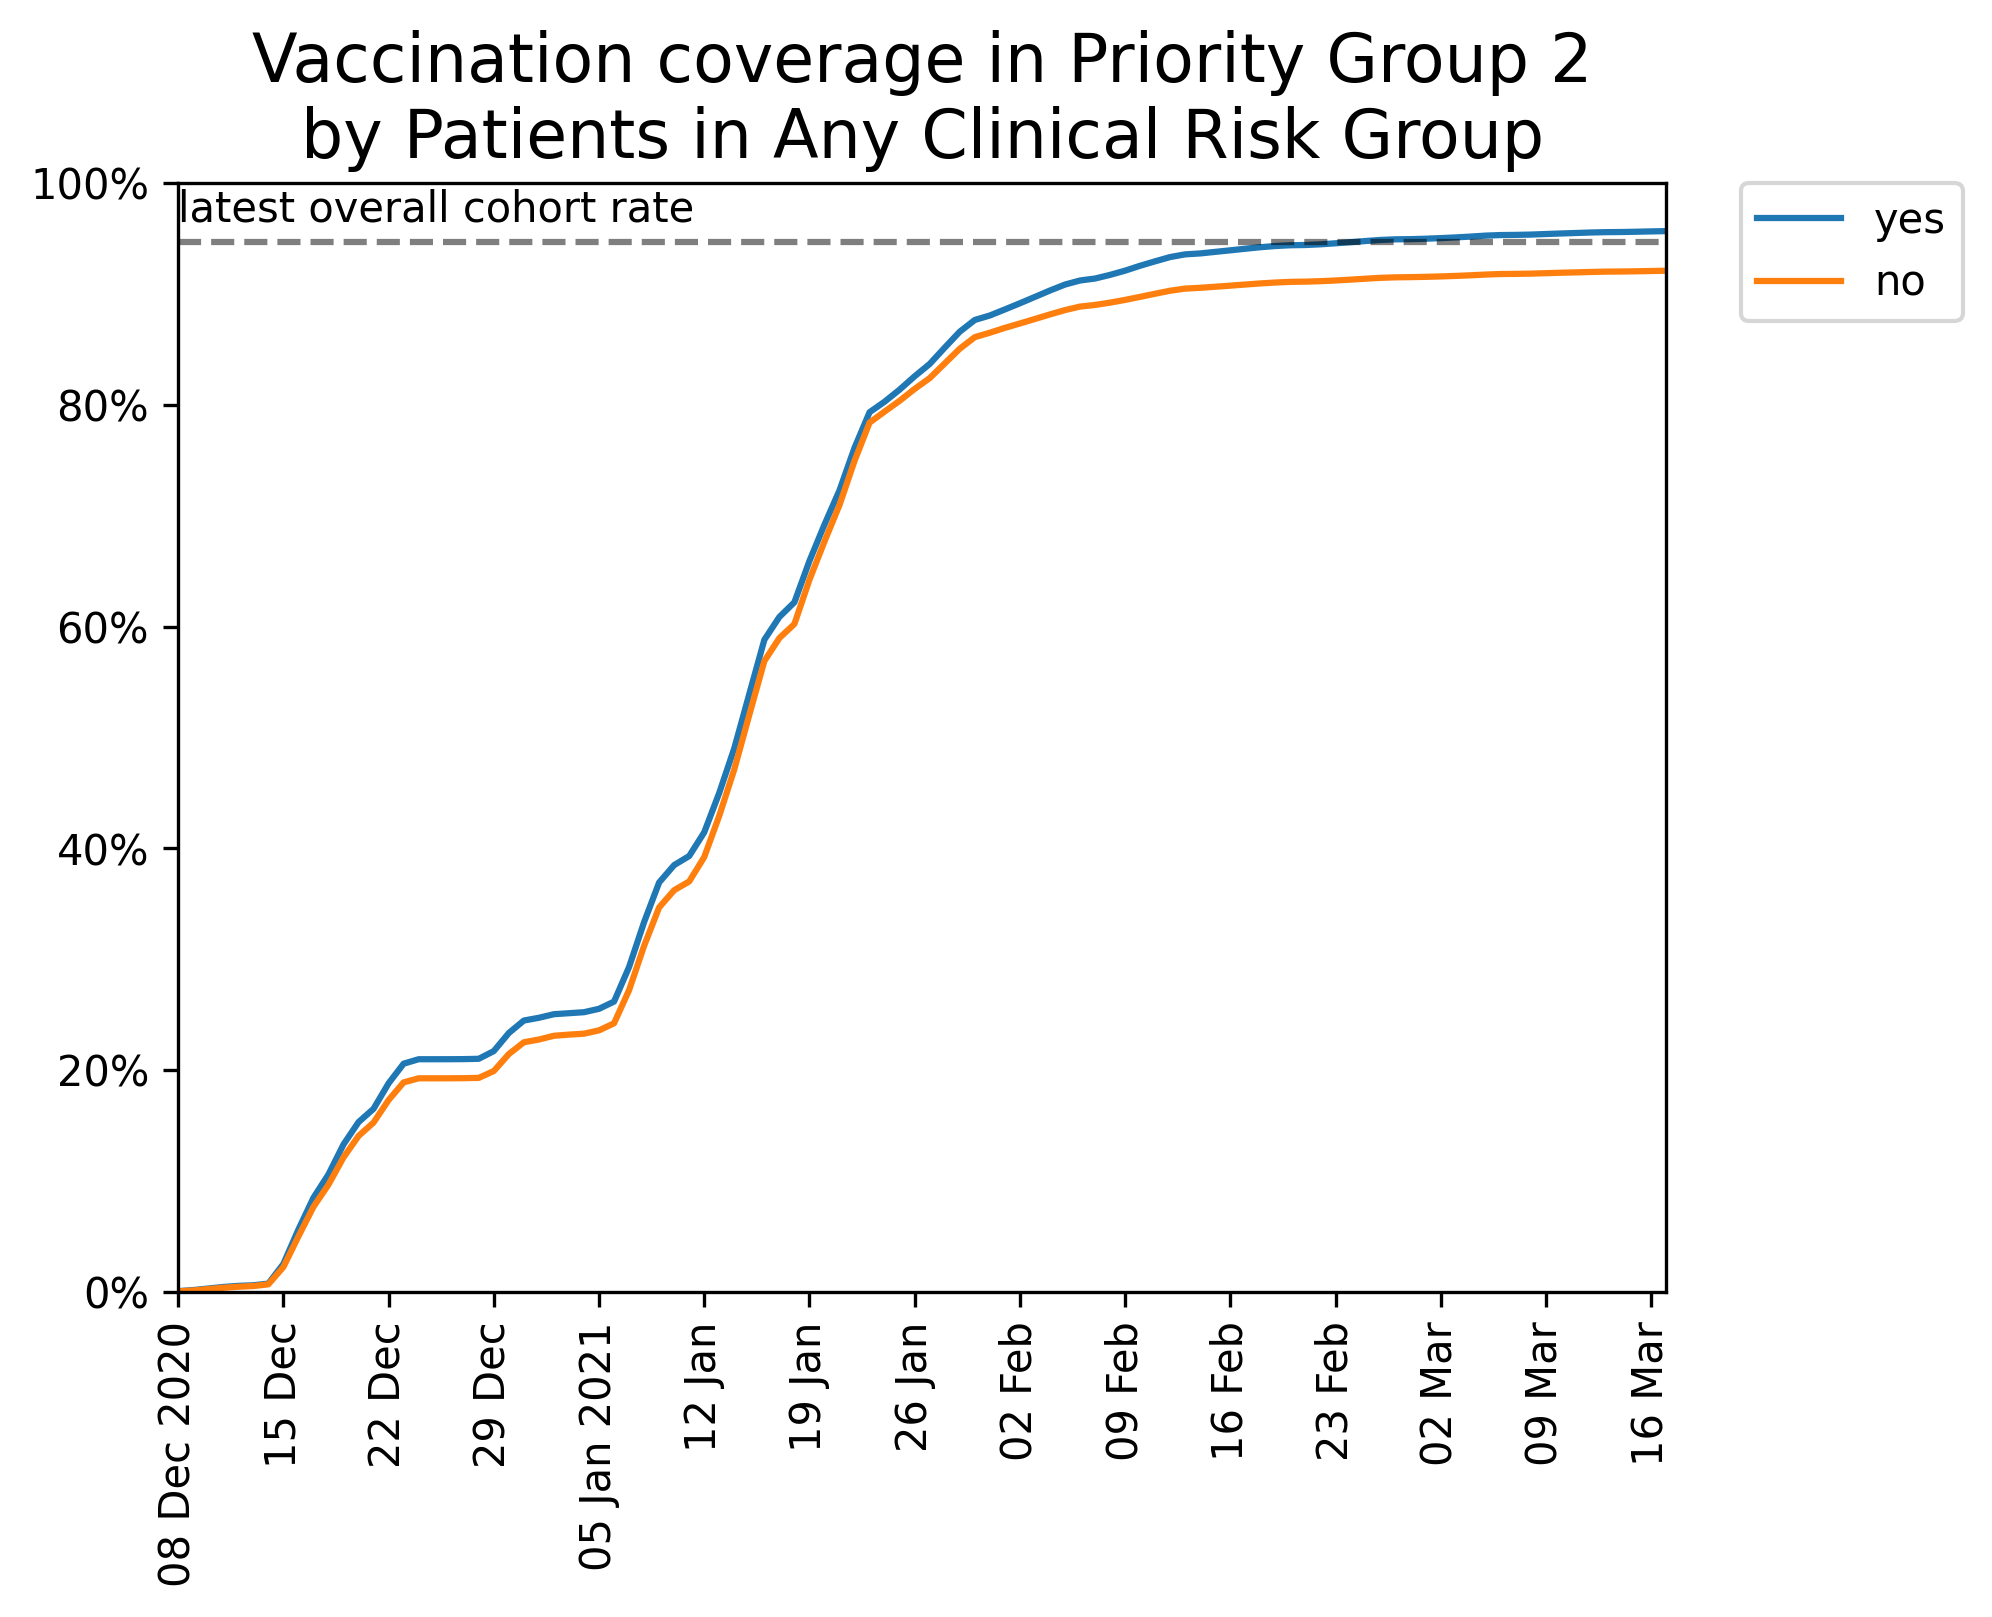 Vaccination coverage in Priority Group 2
by Patients in Any Clinical Risk Group
100%
latest overall cohort rate
yes
no
80%
60%
40%
20%
0%
08 Dec 2020
15 Dec
22 Dec
29 Dec
05 Jan 2021
12 Jan
19 Jan
26 Jan
02 Feb
09 Feb
16 Feb
23 Feb
02 Mar
09 Mar
16 Mar